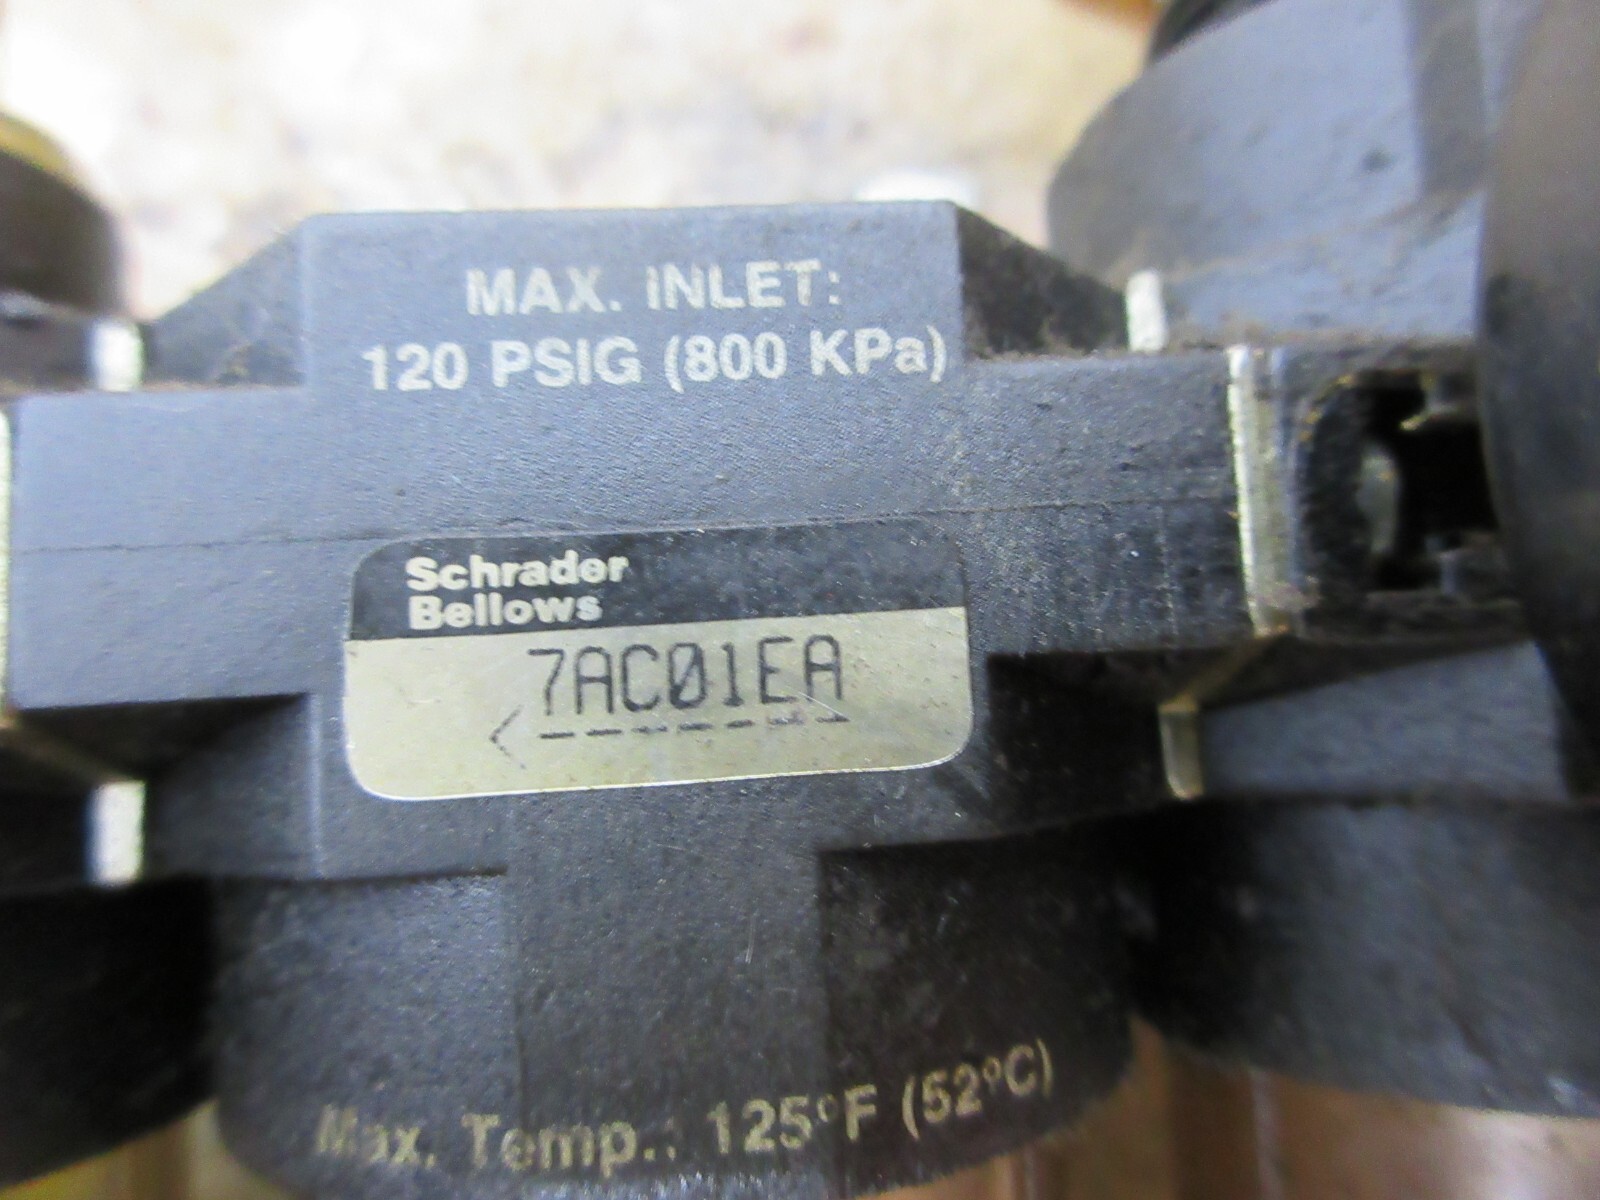 MAX. INLET:
120 PSIG (800 KPa)
Schrader
Bellows
7AC01EA
<------
Max. Temp.: 125°F (52°C)